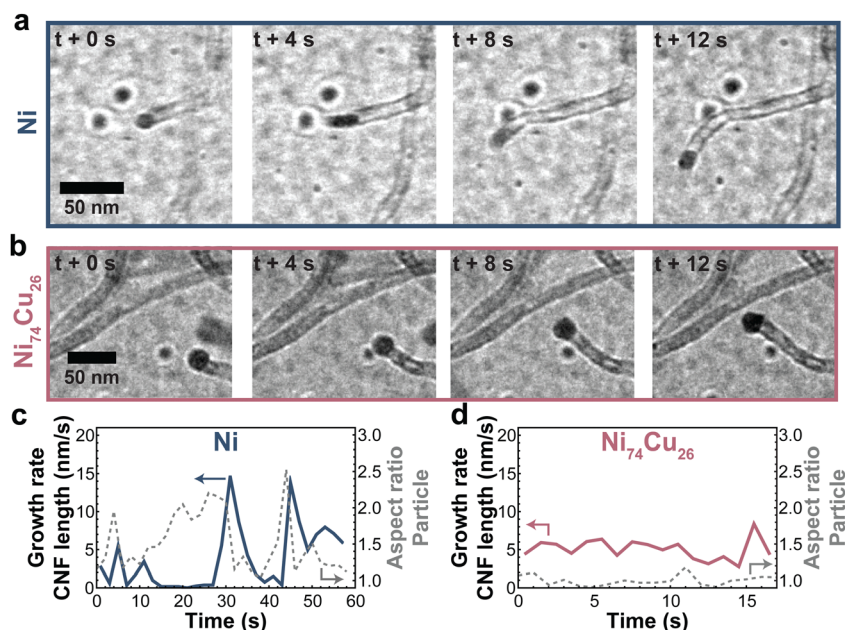 a
Ni
t + 0 s
t + 4 s
t + 8 s
t + 12 s
50 nm
b
Ni74Cu26
t + 0 s
t + 4 s
t + 8 s
t + 12 s
50 nm
c
Ni
Growth rate
CNF length (nm/s)
20
15
10
5
0
3.0
2.5
2.0
1.5
1.0
Aspect ratio
Particle
0 10 20 30 40 50 60
Time (s)
d
Ni74Cu26
Growth rate
CNF length (nm/s)
20
15
10
5
0
3.0
2.5
2.0
1.5
1.0
Aspect ratio
Particle
0 5 10 15
Time (s)